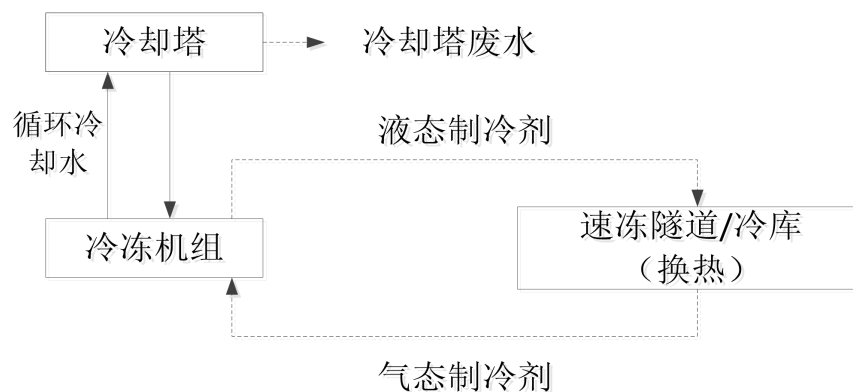 冷却塔
冷却塔废水
循环冷
却水
液态制冷剂
冷冻机组
速冻隧道/冷库
（换热）
气态制冷剂